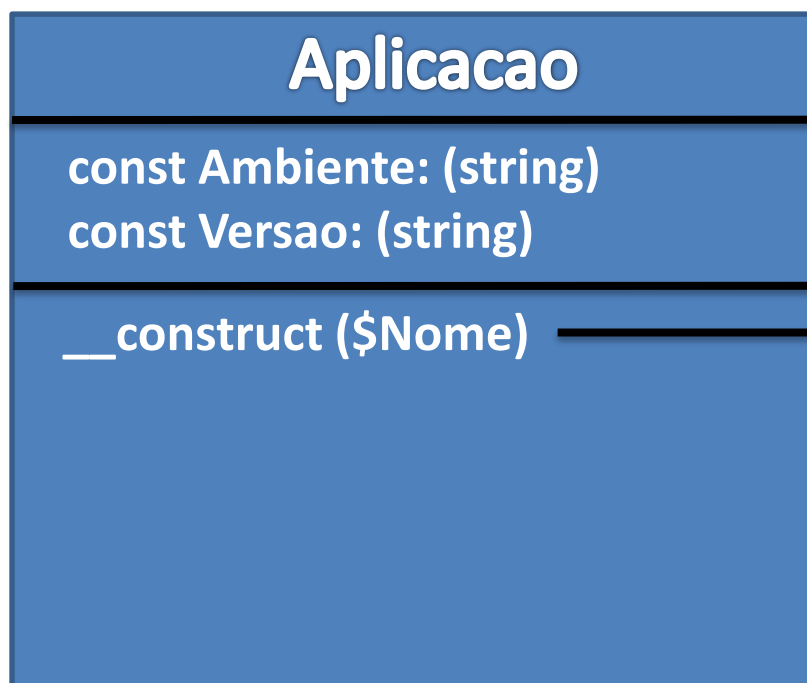 Aplicacao
const Ambiente: (string)
const Versao: (string)
__construct ($Nome)